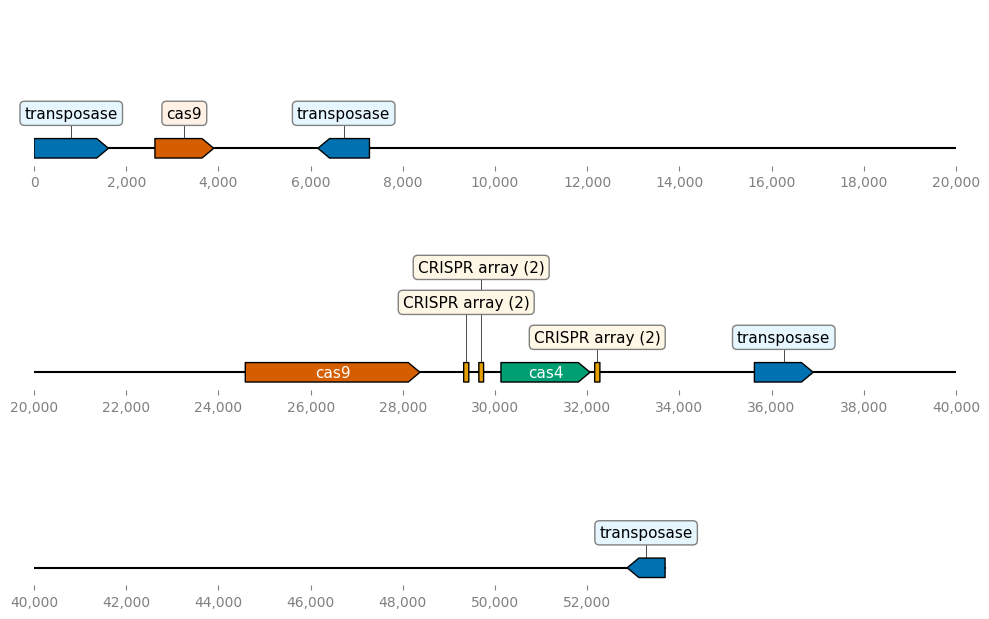 transposase cas9 transposase
0 2,000 4,000 6,000 8,000 10,000 12,000 14,000 16,000 18,000 20,000
CRISPR array (2)
CRISPR array (2)
CRISPR array (2) transposase
cas9 cas4
20,000 22,000 24,000 26,000 28,000 30,000 32,000 34,000 36,000 38,000 40,000
transposase
40,000 42,000 44,000 46,000 48,000 50,000 52,000